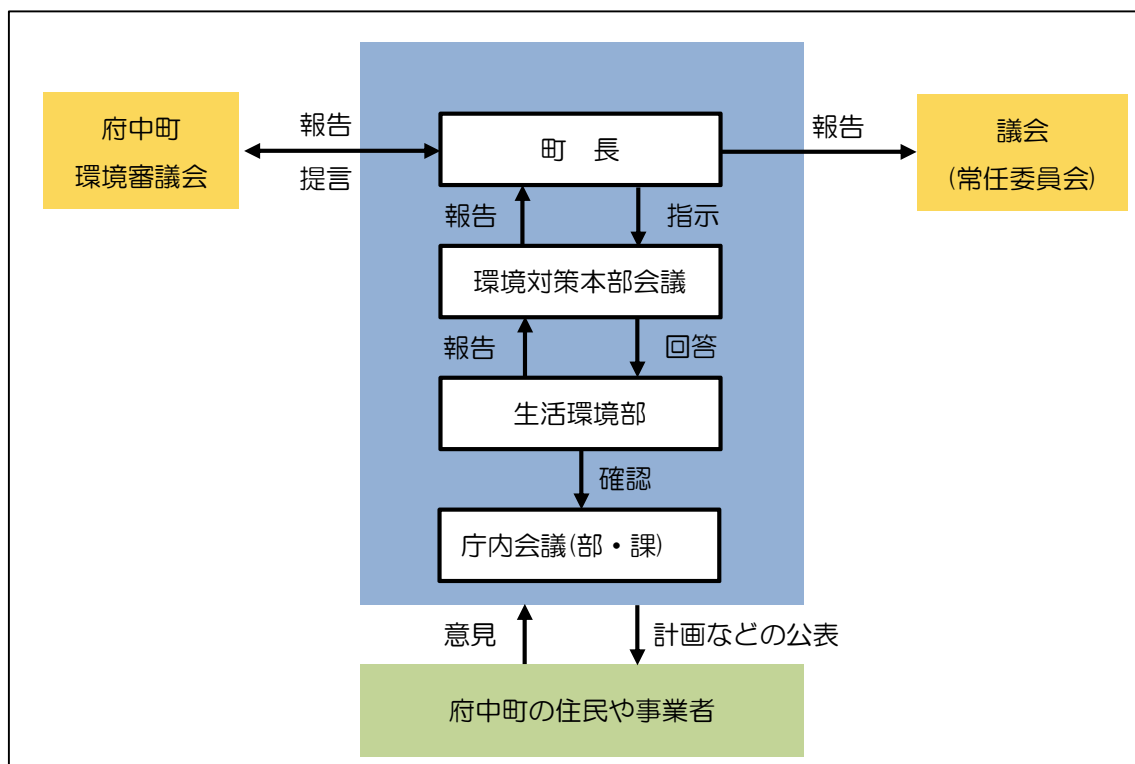 府中町
環境審議会
報告
提言
町　長
報告
議会
(常任委員会)
報告
指示
環境対策本部会議
報告
回答
生活環境部
確認
庁内会議(部・課)
意見
計画などの公表
府中町の住民や事業者